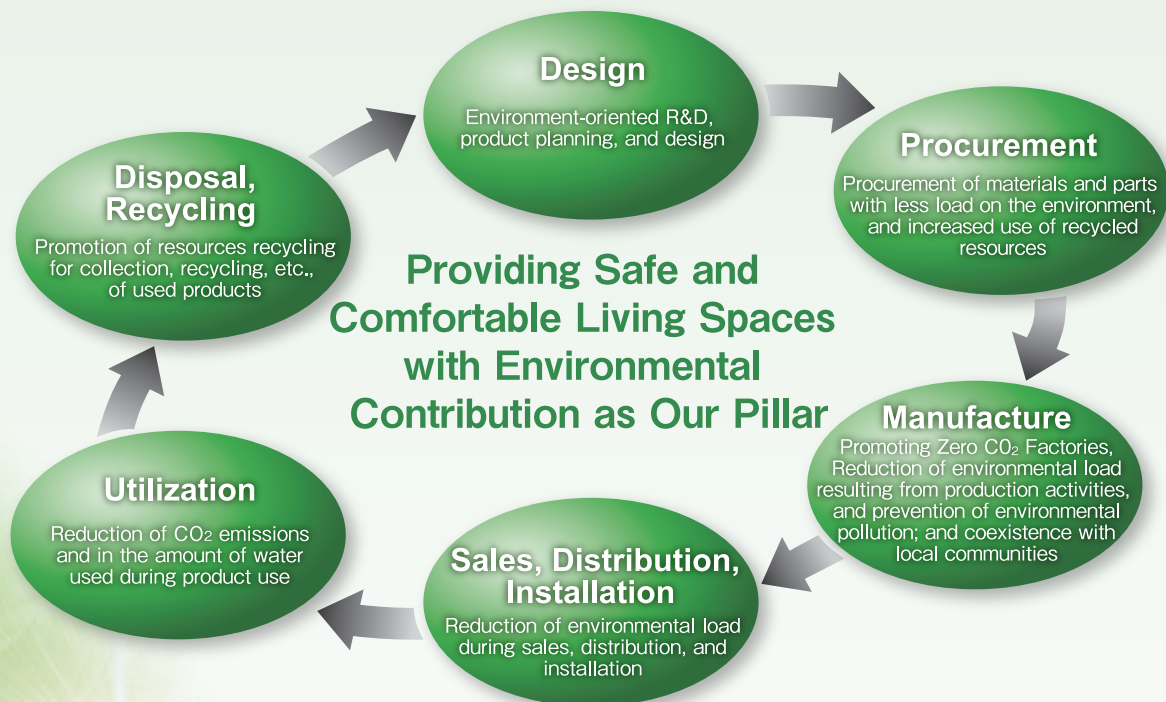 Design
Environment-oriented R&D,
product planning, and design
Procurement
Procurement of materials and parts
with less load on the environment,
and increased use of recycled
resources
Manufacture
Promoting Zero CO₂ Factories,
Reduction of environmental load
resulting from production activities,
and prevention of environmental
pollution; and coexistence with
local communities
Sales, Distribution,
Installation
Reduction of environmental load
during sales, distribution, and
installation
Utilization
Reduction of CO₂ emissions
and in the amount of water
used during product use
Disposal,
Recycling
Promotion of resources recycling
for collection, recycling, etc.,
of used products
Providing Safe and
Comfortable Living Spaces
with Environmental
Contribution as Our Pillar